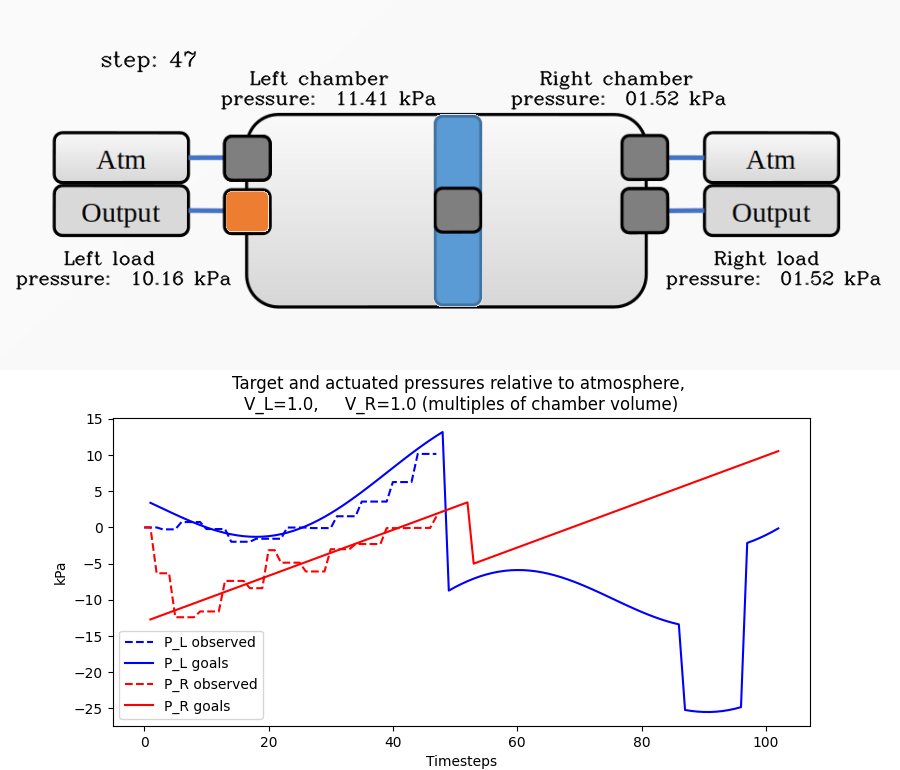 step: 47
Left chamber
pressure: 11.41 kPa
Right chamber
pressure: 01.52 kPa
Atm
Atm
Output
Output
Left load
pressure: 10.16 kPa
Right load
pressure: 01.52 kPa
Target and actuated pressures relative to atmosphere,
V_L=1.0, V_R=1.0 (multiples of chamber volume)
15
10
5
0
−5
−10
−15
−20
−25
kPa
P_L observed
P_L goals
P_R observed
P_R goals
0 20 40 60 80 100
Timesteps